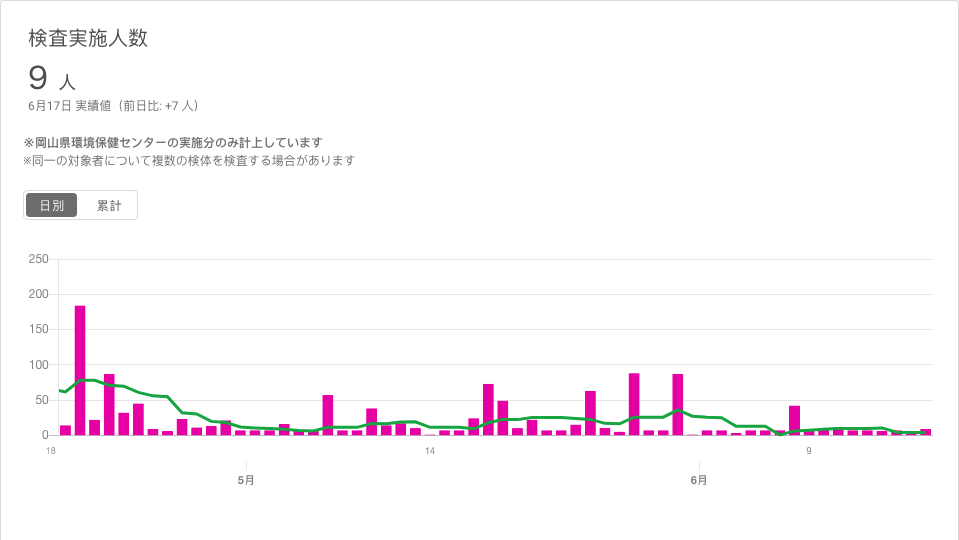 検査実施人数
9 人
6月17日 実績値（前日比: +7 人）
※岡山県環境保健センターの実施分のみ計上しています
※同一の対象者について複数の検体を検査する場合があります
日別 累計
250
200
150
100
50
0
18 14 9
5月 6月